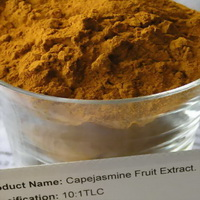 oduct Name: Capejasmine Fruit Extract.
ification: 10:1TLC